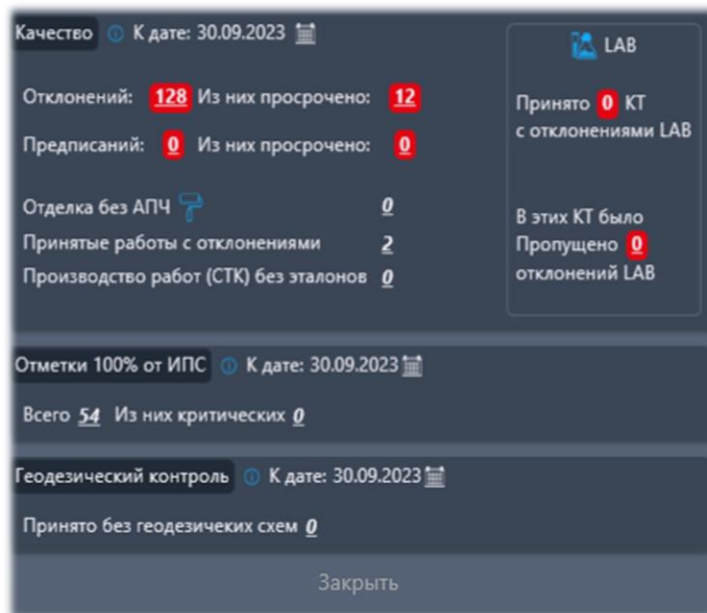 Качество К дате: 30.09.2023
Отклонений: 128 Из них просрочено: 12
Предписаний: 0 Из них просрочено: 0
Отделка без АПЧ 0
Принятые работы с отклонениями 2
Производство работ (СТК) без эталонов 0
LAB
Принято 0 КТ
с отклонениями LAB
В этих КТ было
Пропущено 0
отклонений LAB
Отметки 100% от ИПС К дате: 30.09.2023
Всего 54 Из них критических 0
Геодезический контроль К дате: 30.09.2023
Принято без геодезичеких схем 0
Закрыть